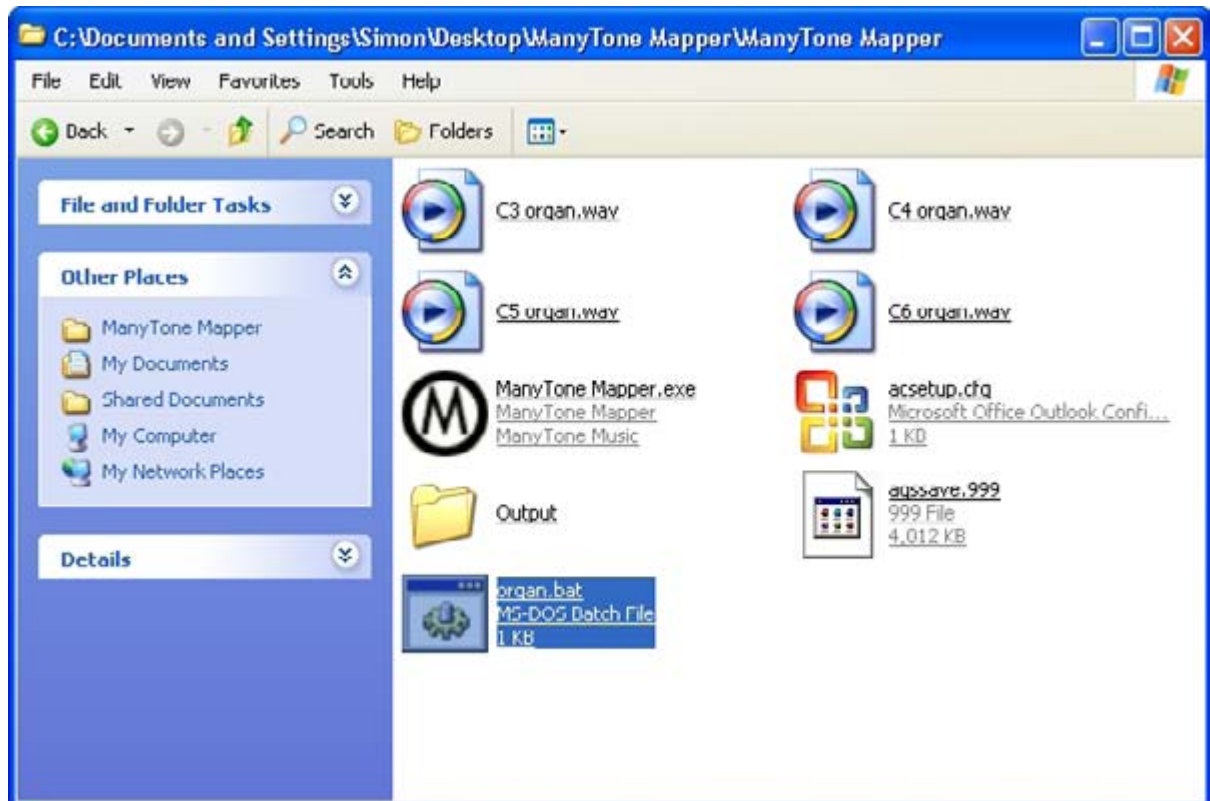 C:\Documents and Settings\Simon\Desktop\ManyTone Mapper\ManyTone Mapper
File Edit View Favorites Tools Help
Back Search Folders
File and Folder Tasks
Other Places
ManyTone Mapper
My Documents
Shared Documents
My Computer
My Network Places
Details
C3 organ.wav
C4 organ.wav
C5 organ.wav
C6 organ.wav
ManyTone Mapper.exe
ManyTone Mapper
ManyTone Music
acsetup.cfg
Microsoft Office Outlook Confi...
1 KB
Output
agssave.999
999 File
4,012 KB
organ.bat
MS-DOS Batch File
1 KB